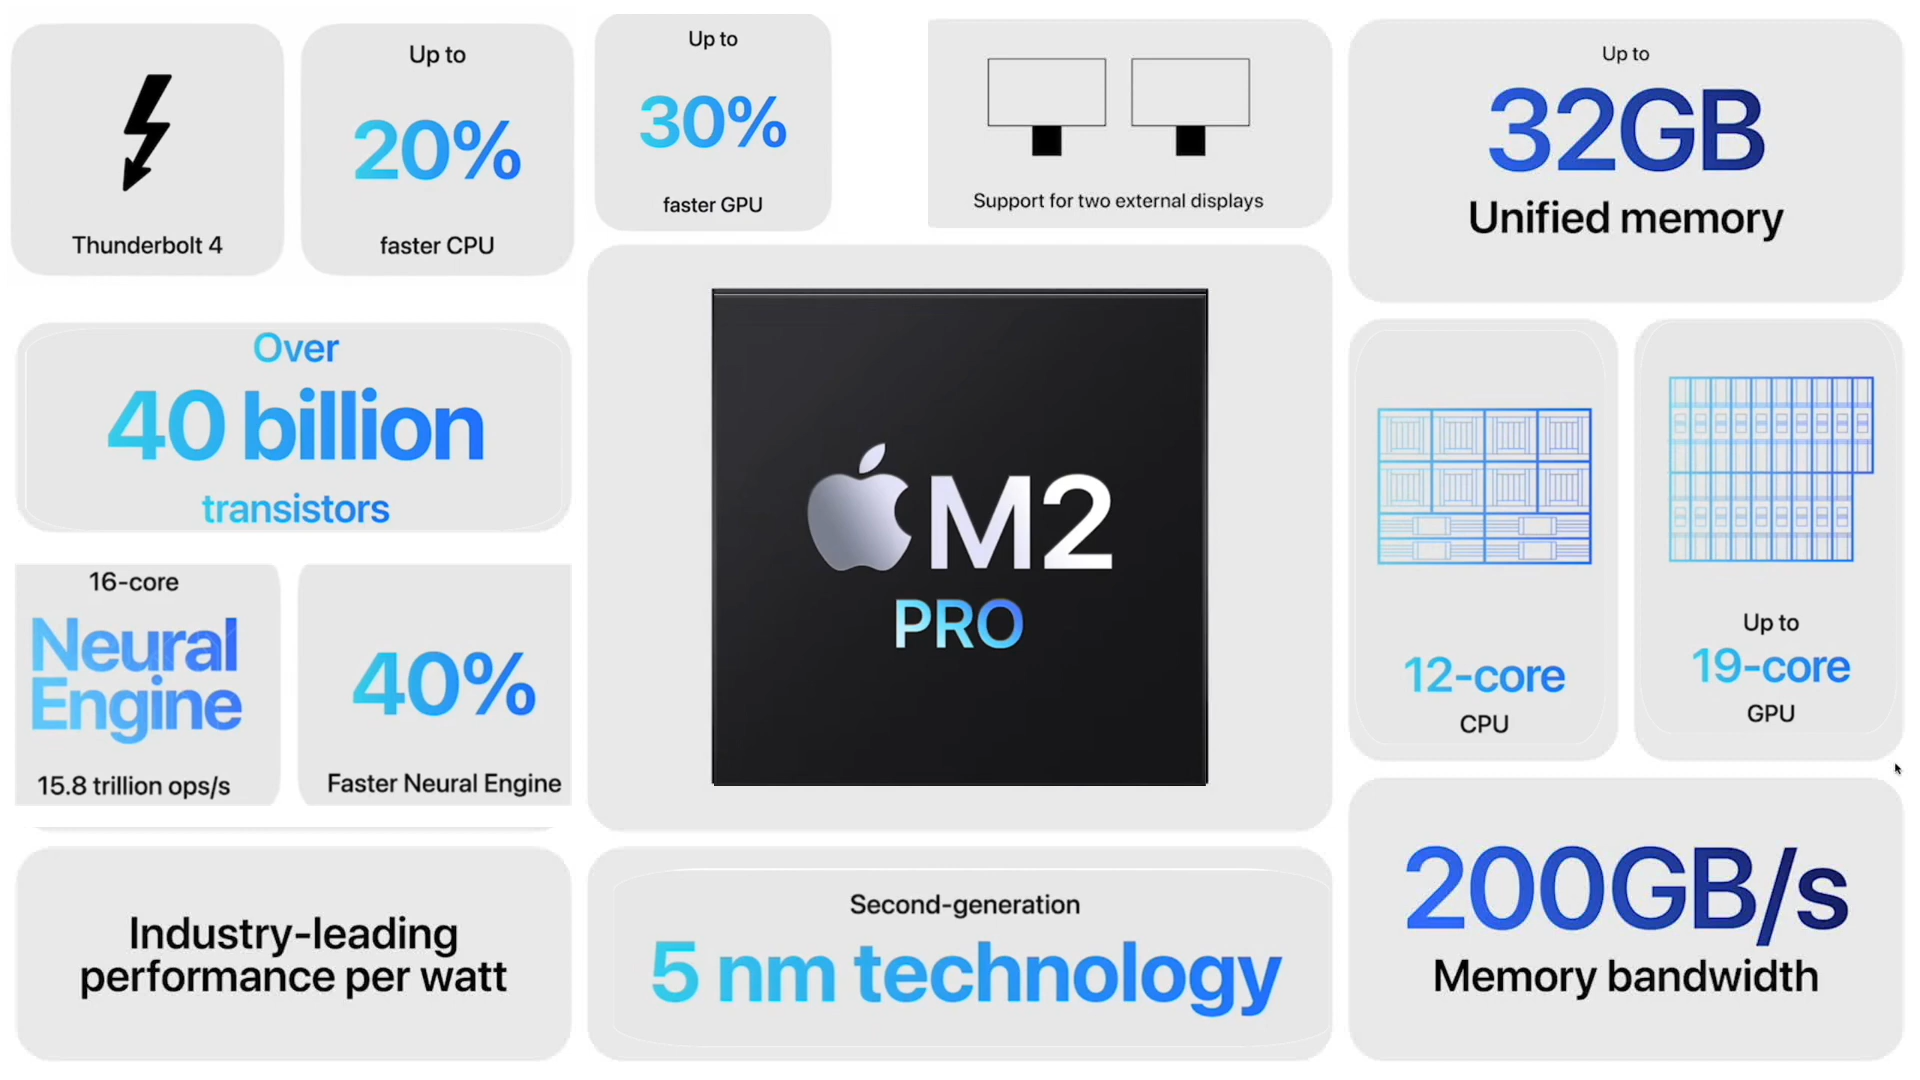 Thunderbolt 4
Up to
20%
faster CPU
Up to
30%
faster GPU
Support for two external displays
Up to
32GB
Unified memory
Over
40 billion
transistors
16-core
Neural
Engine
15.8 trillion ops/s
40%
Faster Neural Engine
M2
PRO
12-core
CPU
Up to
19-core
GPU
Industry-leading
performance per watt
Second-generation
5 nm technology
200GB/s
Memory bandwidth